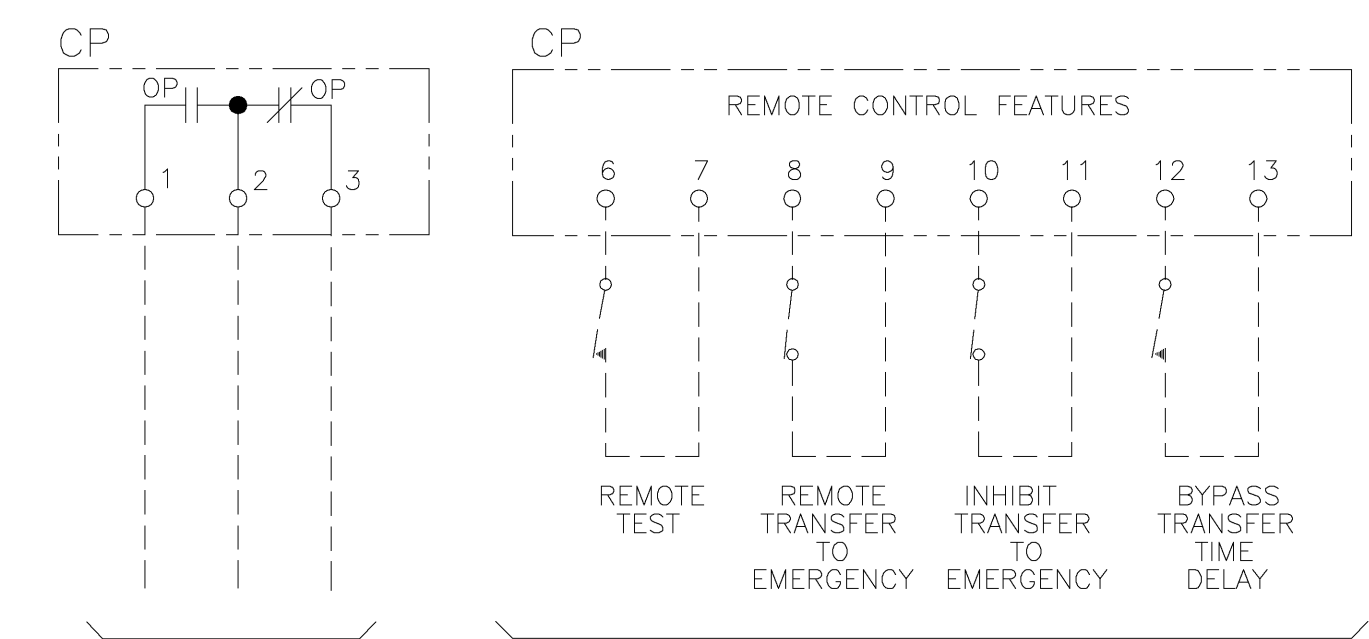 CP
OP
OP
1
2
3
CP
REMOTE CONTROL FEATURES
6 7 8 9 10 11 12 13
REMOTE
TEST
REMOTE
TRANSFER
TO
EMERGENCY
INHIBIT
TRANSFER
TO
EMERGENCY
BYPASS
TRANSFER
TIME
DELAY